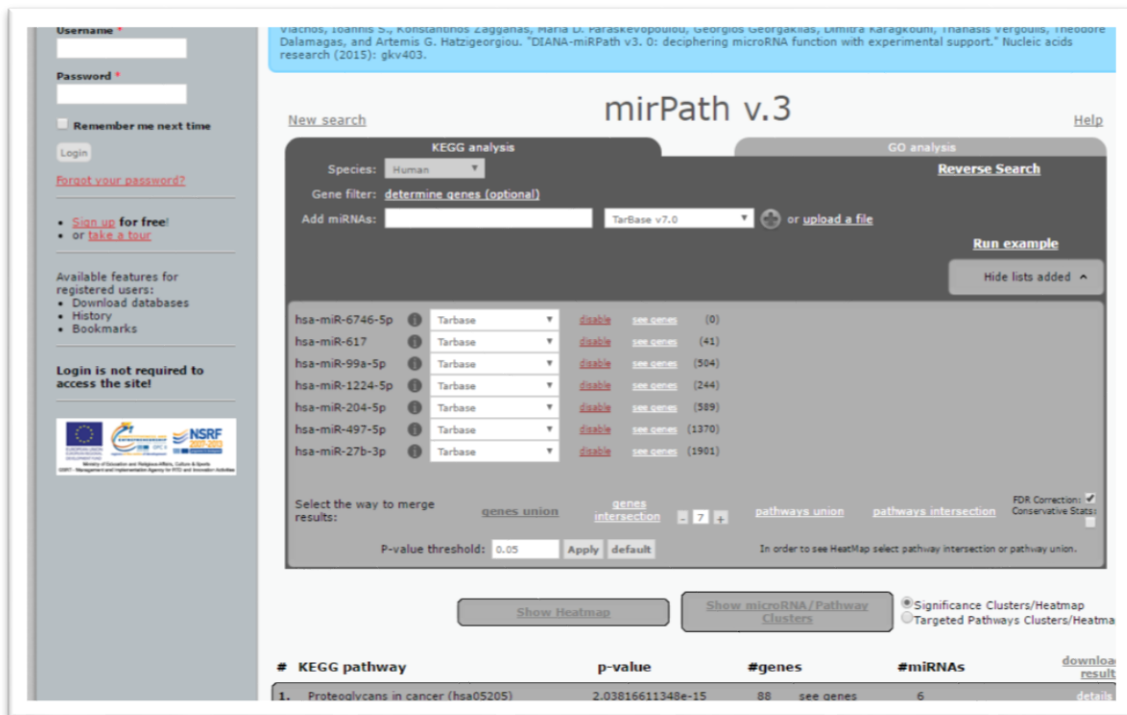 Username *
Password *
Remember me next time
Login
Forgot your password?
• Sign up for free!
• or take a tour
Available features for
registered users:
• Download databases
• History
• Bookmarks
Login is not required to
access the site!
NSRF
2007-2013
Vlachos, Ioannis S., Konstantinos Zagganas, Maria D. Paraskevopoulou, Georgios Georgakilas, Dimitra Karagkouni, Thanasis Vergoulis, Theodore
Dalamagas, and Artemis G. Hatzigeorgiou. "DIANA-miRPath v3. 0: deciphering microRNA function with experimental support." Nucleic acids
research (2015): gkv403.
New search
mirPath v.3
Help
KEGG analysis
GO analysis
Species: Human
Reverse Search
Gene filter: determine genes (optional)
Add miRNAs: TarBase v7.0 or upload a file
Run example
Hide lists added
hsa-miR-6746-5p Tarbase disable see genes (0)
hsa-miR-617 Tarbase disable see genes (41)
hsa-miR-99a-5p Tarbase disable see genes (504)
hsa-miR-1224-5p Tarbase disable see genes (244)
hsa-miR-204-5p Tarbase disable see genes (589)
hsa-miR-497-5p Tarbase disable see genes (1370)
hsa-miR-27b-3p Tarbase disable see genes (1901)
Select the way to merge
results:
genes union
genes
intersection
- 7 +
pathways union
pathways intersection
FDR Correction:
Conservative Stats:
P-value threshold: 0.05 Apply default
In order to see HeatMap select pathway intersection or pathway union.
Show Heatmap
Show microRNA/Pathway
Clusters
Significance Clusters/Heatmap
Targeted Pathways Clusters/Heatma
# KEGG pathway p-value #genes #miRNAs
downloa
result
1. Proteoglycans in cancer (hsa05205) 2.03816611348e-15 88 see genes 6 details